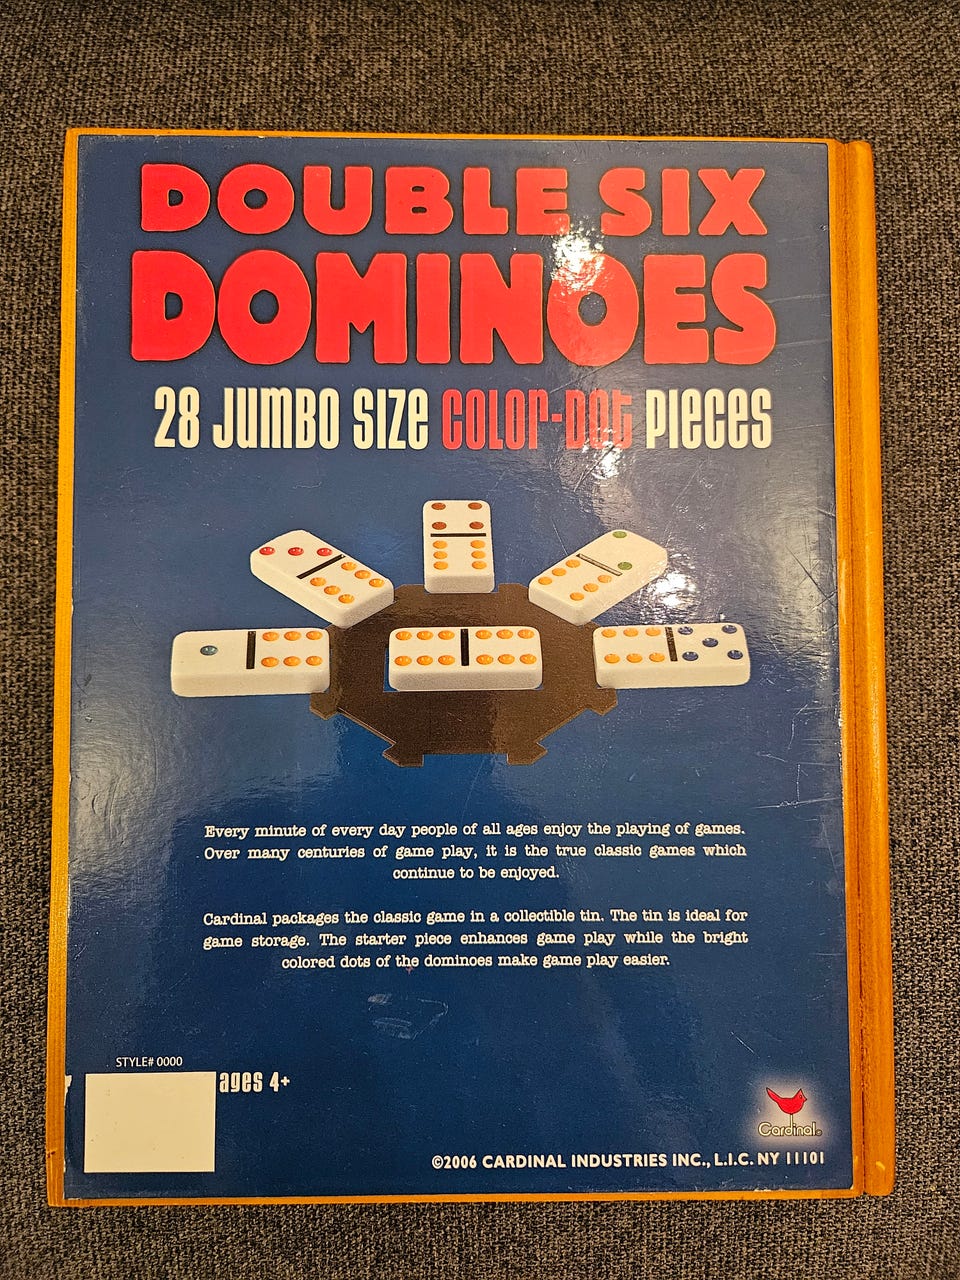 DOUBLE SIX
DOMINOES
28 JUMBO SIZE COLOR-DOT PIECES
Every minute of every day people of all ages enjoy the playing of games.
Over many centuries of game play, it is the true classic games which
continue to be enjoyed.
Cardinal packages the classic game in a collectible tin. The tin is ideal for
game storage. The starter piece enhances game play while the bright
colored dots of the dominoes make game play easier.
STYLE# 0000
ages 4+
Cardinal®
©2006 CARDINAL INDUSTRIES INC., L.I.C. NY 11101